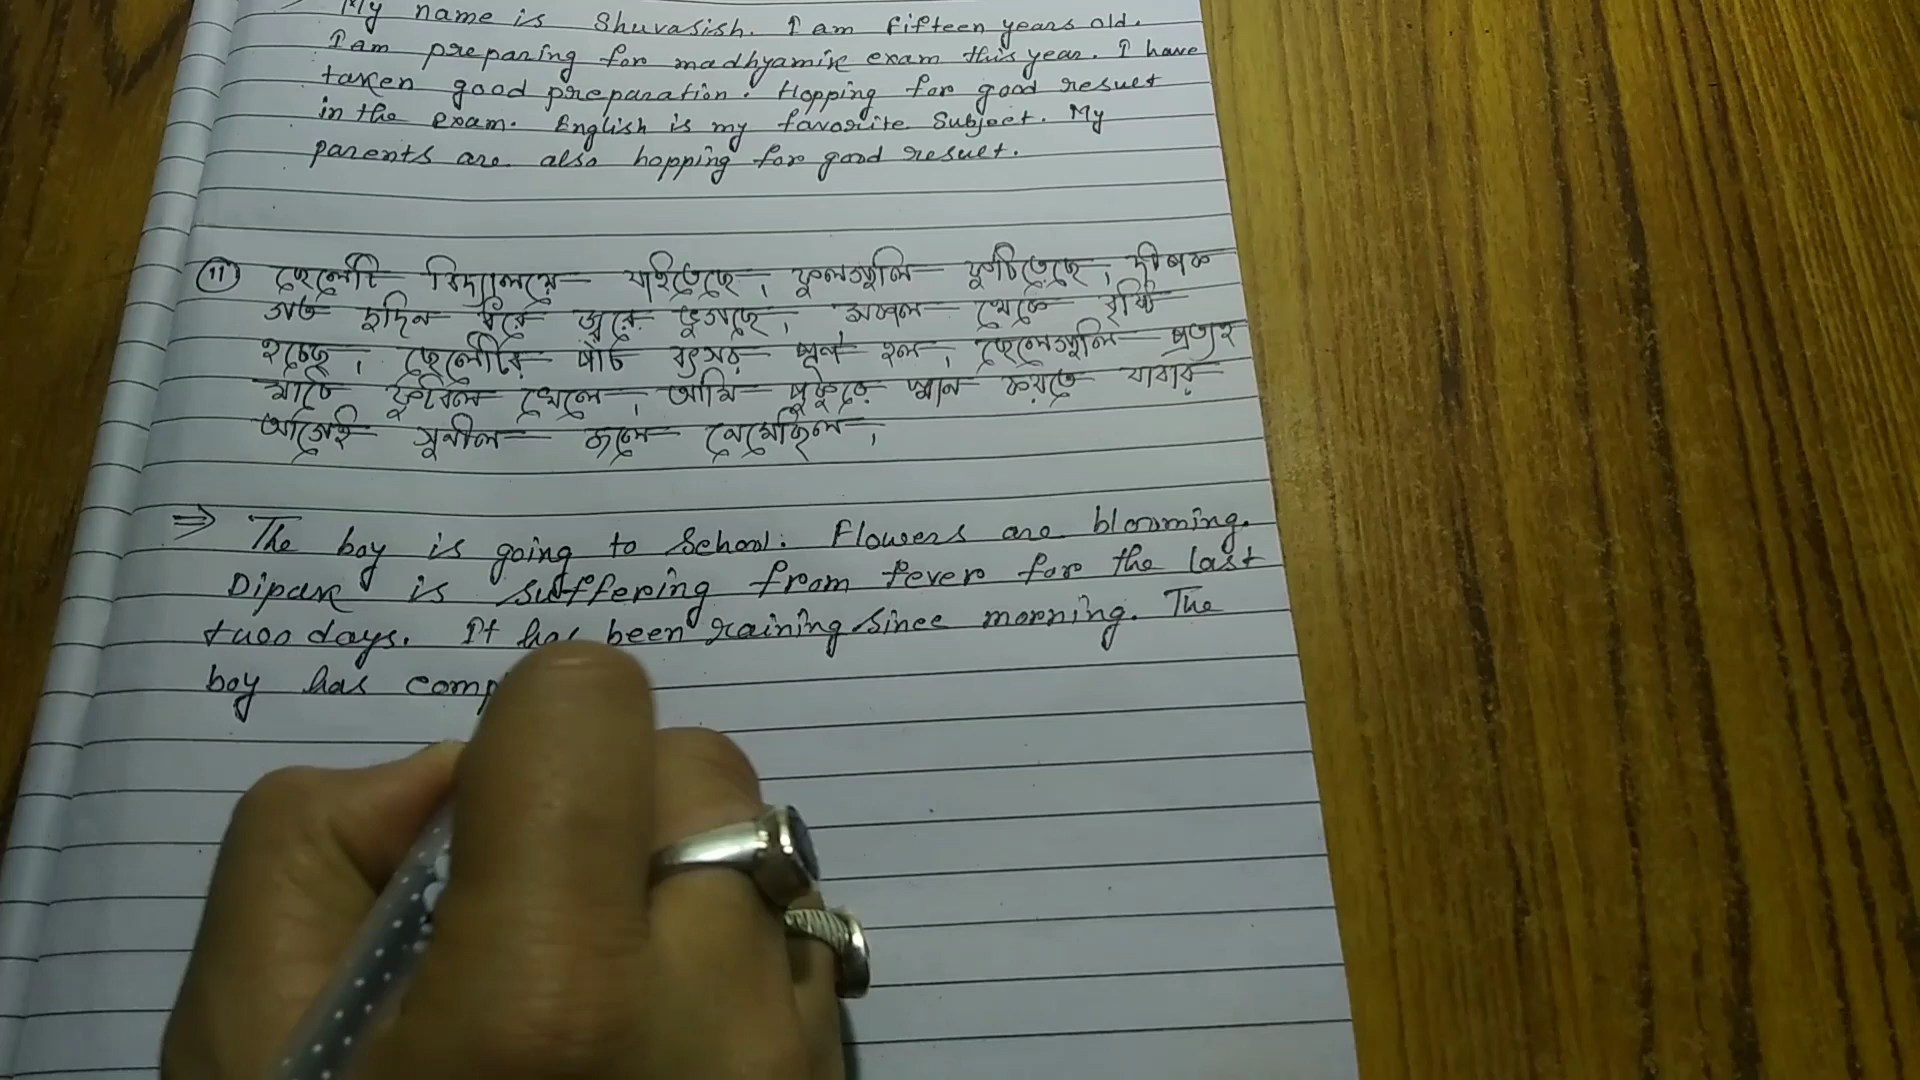 My name is Shuvasish. I am fifteen years old.
I am preparing for madhyamik exam this year. I have
taken good preparation. Hopping for good result
in the exam. English is my favorite Subject. My
parents are also hopping for good result.
(11) ছেলেটি বিদ্যালয়ে যাইতেছে। ফুলগুলি ফুটিতেছে। দীপক
গত দুদিন ধরে জ্বরে ভুগছে। সকাল থেকে বৃষ্টি
হচ্ছে। ছেলেটির ষাট বৎসর পূর্ণ হল। ছেলেগুলি প্রত্যহ
মাঠে ফুটবল খেলে। আমি পুকুরে স্নান করতে যাবার
আগেই সুনীল জলে নেমেছিল।
⇒ The boy is going to School. Flowers are blooming.
Dipak is suffering from fever for the last
two days. It has been raining since morning. The
boy has comp